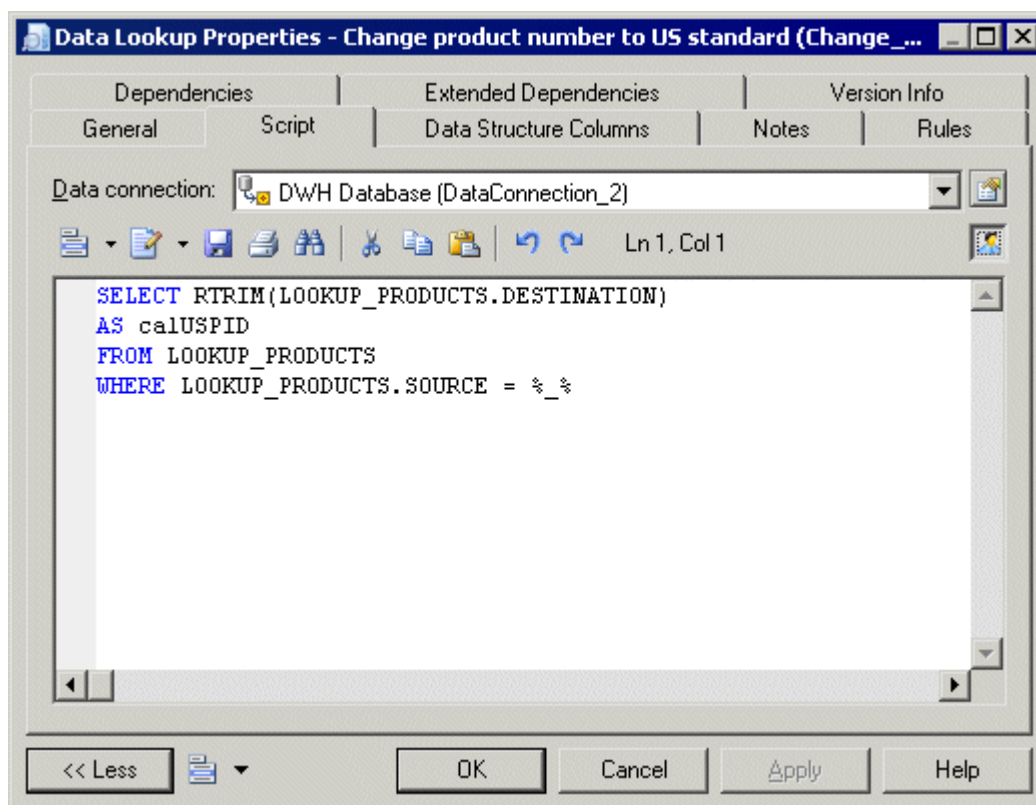 Data Lookup Properties - Change product number to US standard (Change_...
Dependencies Extended Dependencies Version Info
General Script Data Structure Columns Notes Rules
Data connection: DWH Database (DataConnection_2)
Ln 1, Col 1
SELECT RTRIM(LOOKUP_PRODUCTS.DESTINATION)
AS calUSPID
FROM LOOKUP_PRODUCTS
WHERE LOOKUP_PRODUCTS.SOURCE = %_%
<< Less OK Cancel Apply Help